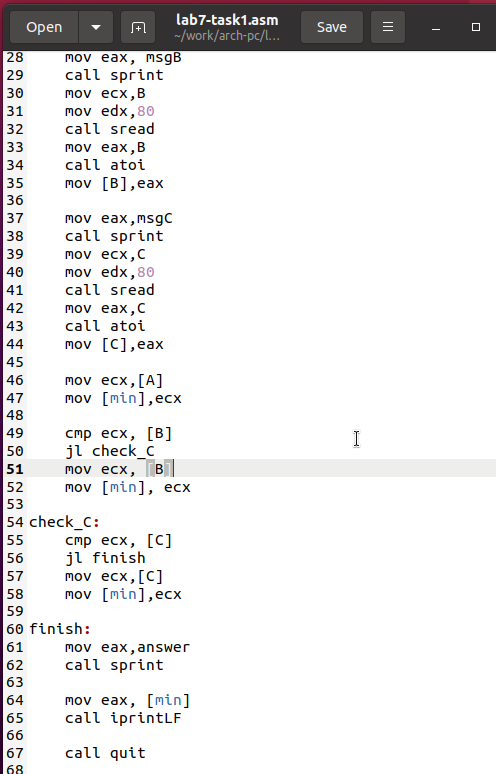 Open
lab7-task1.asm
~/work/arch-pc/l...
Save
28 mov eax, msgB
29 call sprint
30 mov ecx,B
31 mov edx,80
32 call sread
33 mov eax,B
34 call atoi
35 mov [B],eax
36
37 mov eax,msgC
38 call sprint
39 mov ecx,C
40 mov edx,80
41 call sread
42 mov eax,C
43 call atoi
44 mov [C],eax
45
46 mov ecx,[A]
47 mov [min],ecx
48
49 cmp ecx, [B]
50 jl check_C
51 mov ecx, [B]
52 mov [min], ecx
53
54 check_C:
55 cmp ecx, [C]
56 jl finish
57 mov ecx,[C]
58 mov [min],ecx
59
60 finish:
61 mov eax,answer
62 call sprint
63
64 mov eax, [min]
65 call iprintLF
66
67 call quit
68